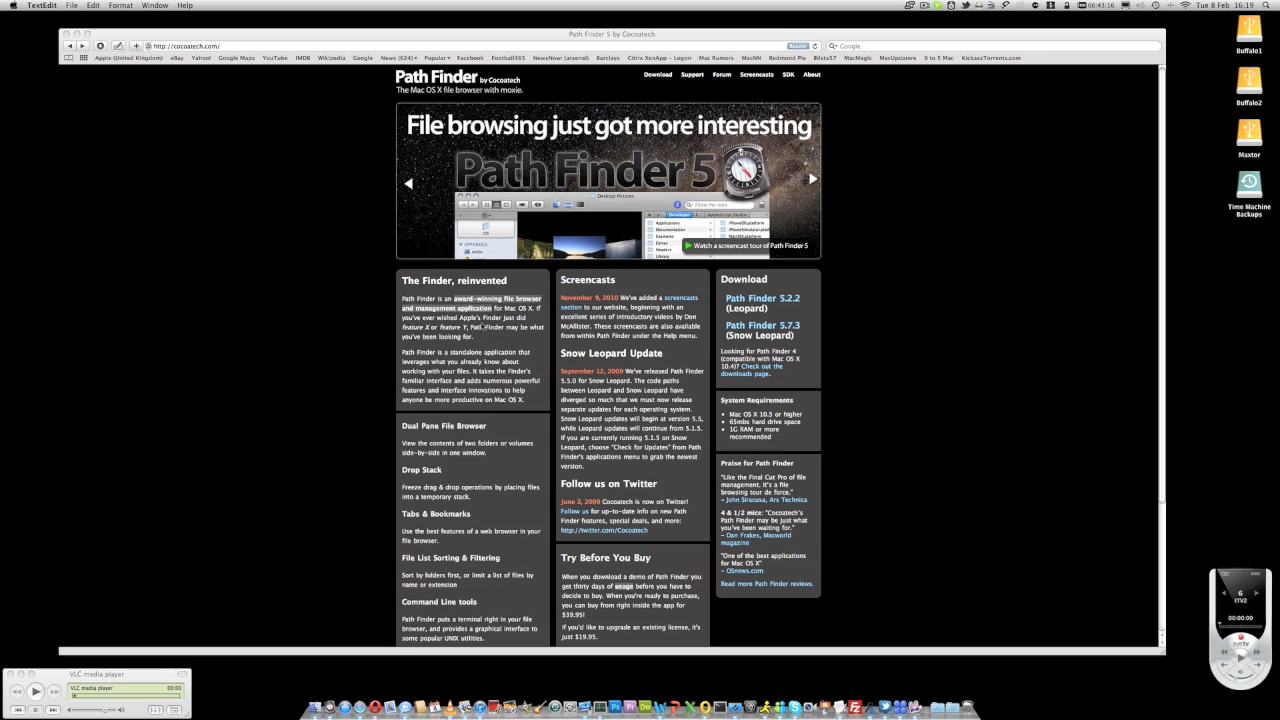 TextEdit File Edit Format Window Help
66:43:16 Tue 8 Feb 16:19
Path Finder 5 by Cocoatech
http://cocoatech.com/ Reader Google
Apple (United Kingdom) eBay Yahoo! Google Maps YouTube IMDB Wikipedia Google News (624) Popular Facebook Football365 NewsNow: (arsenal) Barclays Citrix XenApp - Logon Mac Rumors MacNN Redmond Pie Blista57 MacMagic MacUpdaters 9 to 5 Mac KickassTorrents.com
Path Finder by Cocoatech
The Mac OS X file browser with moxie.
Download Support Forum Screencasts SDK About
File browsing just got more interesting
Path Finder 5
Desktop Pictures
Developer AppleScript Studio
Applications
Documentation
Examples
Extras
Headers
Library
iPhoneOS.platform
iPhoneSimulator.platf
MacOSX.platform
Watch a screencast tour of Path Finder 5
The Finder, reinvented
Path Finder is an award-winning file browser
and management application for Mac OS X. If
you've ever wished Apple's Finder just did
feature X or feature Y, Path Finder may be what
you've been looking for.
Path Finder is a standalone application that
leverages what you already know about
working with your files. It takes the Finder's
familiar interface and adds numerous powerful
features and interface innovations to help
anyone be more productive on Mac OS X.
Dual Pane File Browser
View the contents of two folders or volumes
side-by-side in one window.
Drop Stack
Freeze drag & drop operations by placing files
into a temporary stack.
Tabs & Bookmarks
Use the best features of a web browser in your
file browser.
File List Sorting & Filtering
Sort by folders first, or limit a list of files by
name or extension
Command Line tools
Path Finder puts a terminal right in your file
browser, and provides a graphical interface to
some popular UNIX utilities.
Screencasts
November 9, 2010 We've added a screencasts
section to our website, beginning with an
excellent series of introductory videos by Don
McAllister. These screencasts are also available
from within Path Finder under the Help menu.
Snow Leopard Update
September 12, 2009 We've released Path Finder
5.5.0 for Snow Leopard. The code paths
between Leopard and Snow Leopard have
diverged so much that we must now release
separate updates for each operating system.
Snow Leopard updates will begin at version 5.5,
while Leopard updates will continue from 5.1.5.
If you are currently running 5.1.5 on Snow
Leopard, choose "Check for Updates" from Path
Finder's applications menu to grab the newest
version.
Follow us on Twitter
June 2, 2009 Cocoatech is now on Twitter!
Follow us for up-to-date info on new Path
Finder features, special deals, and more:
http://twitter.com/Cocoatech
Try Before You Buy
When you download a demo of Path Finder you
get thirty days of usage before you have to
decide to buy. When you're ready to purchase,
you can buy from right inside the app for
$39.95!
If you'd like to upgrade an existing license, it's
just $19.95.
Download
Path Finder 5.2.2
(Leopard)
Path Finder 5.7.3
(Snow Leopard)
Looking for Path Finder 4
(compatible with Mac OS X
10.4)? Check out the
downloads page.
System Requirements
Mac OS X 10.5 or higher
65mbs hard drive space
1G RAM or more
recommended
Praise for Path Finder
"Like the Final Cut Pro of file
management. It's a file
browsing tour de force."
– John Siracusa, Ars Technica
4 & 1/2 mice: "Cocoatech's
Path Finder may be just what
you've been waiting for."
– Dan Frakes, Macworld
magazine
"One of the best applications
for Mac OS X"
– OSnews.com
Read more Path Finder reviews.
Buffalo1
Buffalo2
Maxtor
Time Machine
Backups
6
ITV2
00:00:00
eyetv
VLC media player
VLC media player 00:00